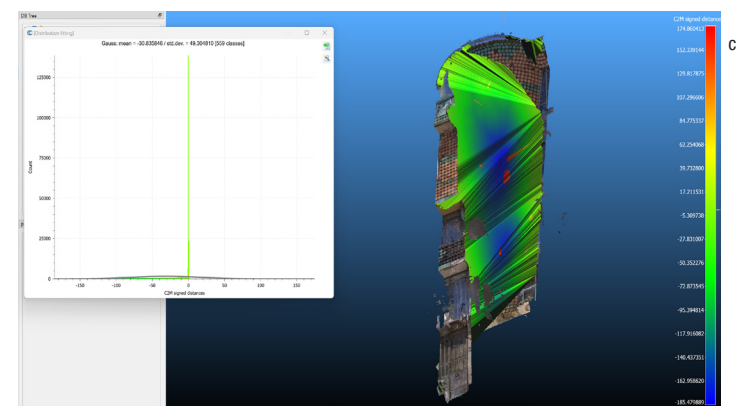 DB Tree
[Distribution fitting]
Gauss: mean = -30.835846 / std.dev. = 49.304810 [559 classes]
125000
100000
75000
50000
25000
0
Count
-150 -100 -50 0 50 100 150
C2M signed distances
C2M signed distances
174.860413
152.339144
129.817875
107.296606
84.775337
62.254068
39.732800
17.211531
-5.309738
-27.831007
-50.352276
-72.873545
-95.394814
-117.916082
-140.437351
-162.958620
-185.479889
C